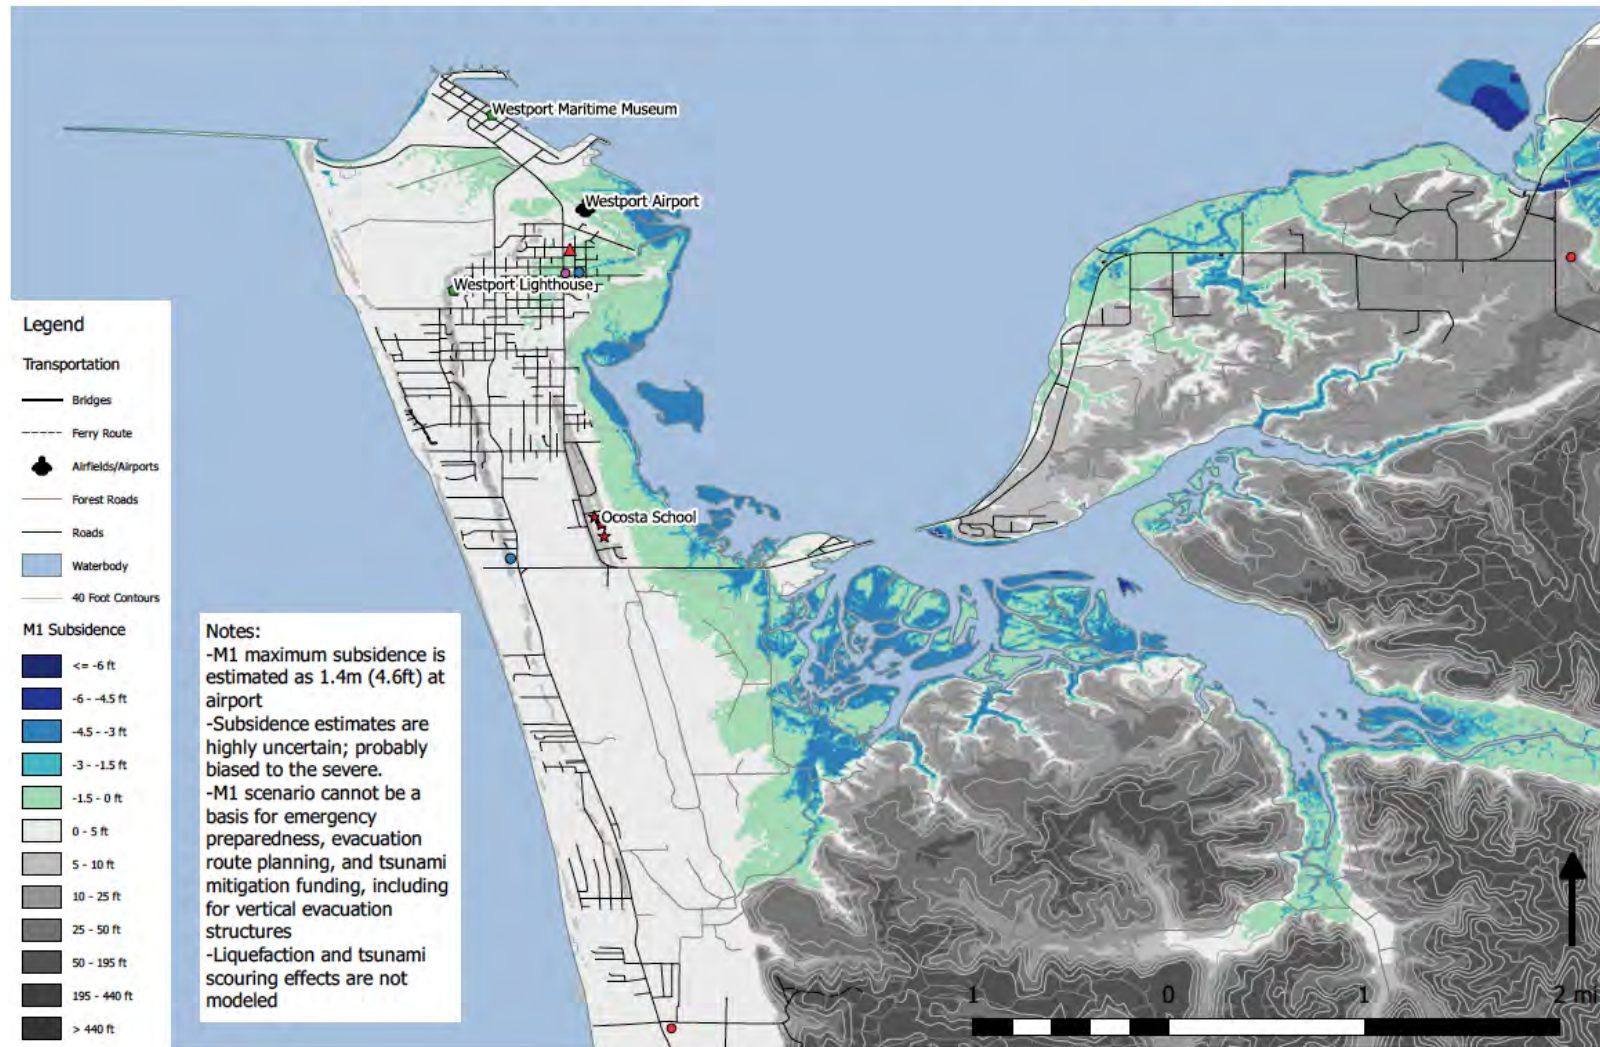 Westport Maritime Museum
Westport Airport
Westport Lighthouse
Ocosta School
Legend
Transportation
Bridges
Ferry Route
Airfields/Airports
Forest Roads
Roads
Waterbody
40 Foot Contours
M1 Subsidence
<= -6 ft
-6 - -4.5 ft
-4.5 - -3 ft
-3 - -1.5 ft
-1.5 - 0 ft
0 - 5 ft
5 - 10 ft
10 - 25 ft
25 - 50 ft
50 - 195 ft
195 - 440 ft
> 440 ft
Notes:
-M1 maximum subsidence is
estimated as 1.4m (4.6ft) at
airport
-Subsidence estimates are
highly uncertain; probably
biased to the severe.
-M1 scenario cannot be a
basis for emergency
preparedness, evacuation
route planning, and tsunami
mitigation funding, including
for vertical evacuation
structures
-Liquefaction and tsunami
scouring effects are not
modeled
1 0 1 2 mi